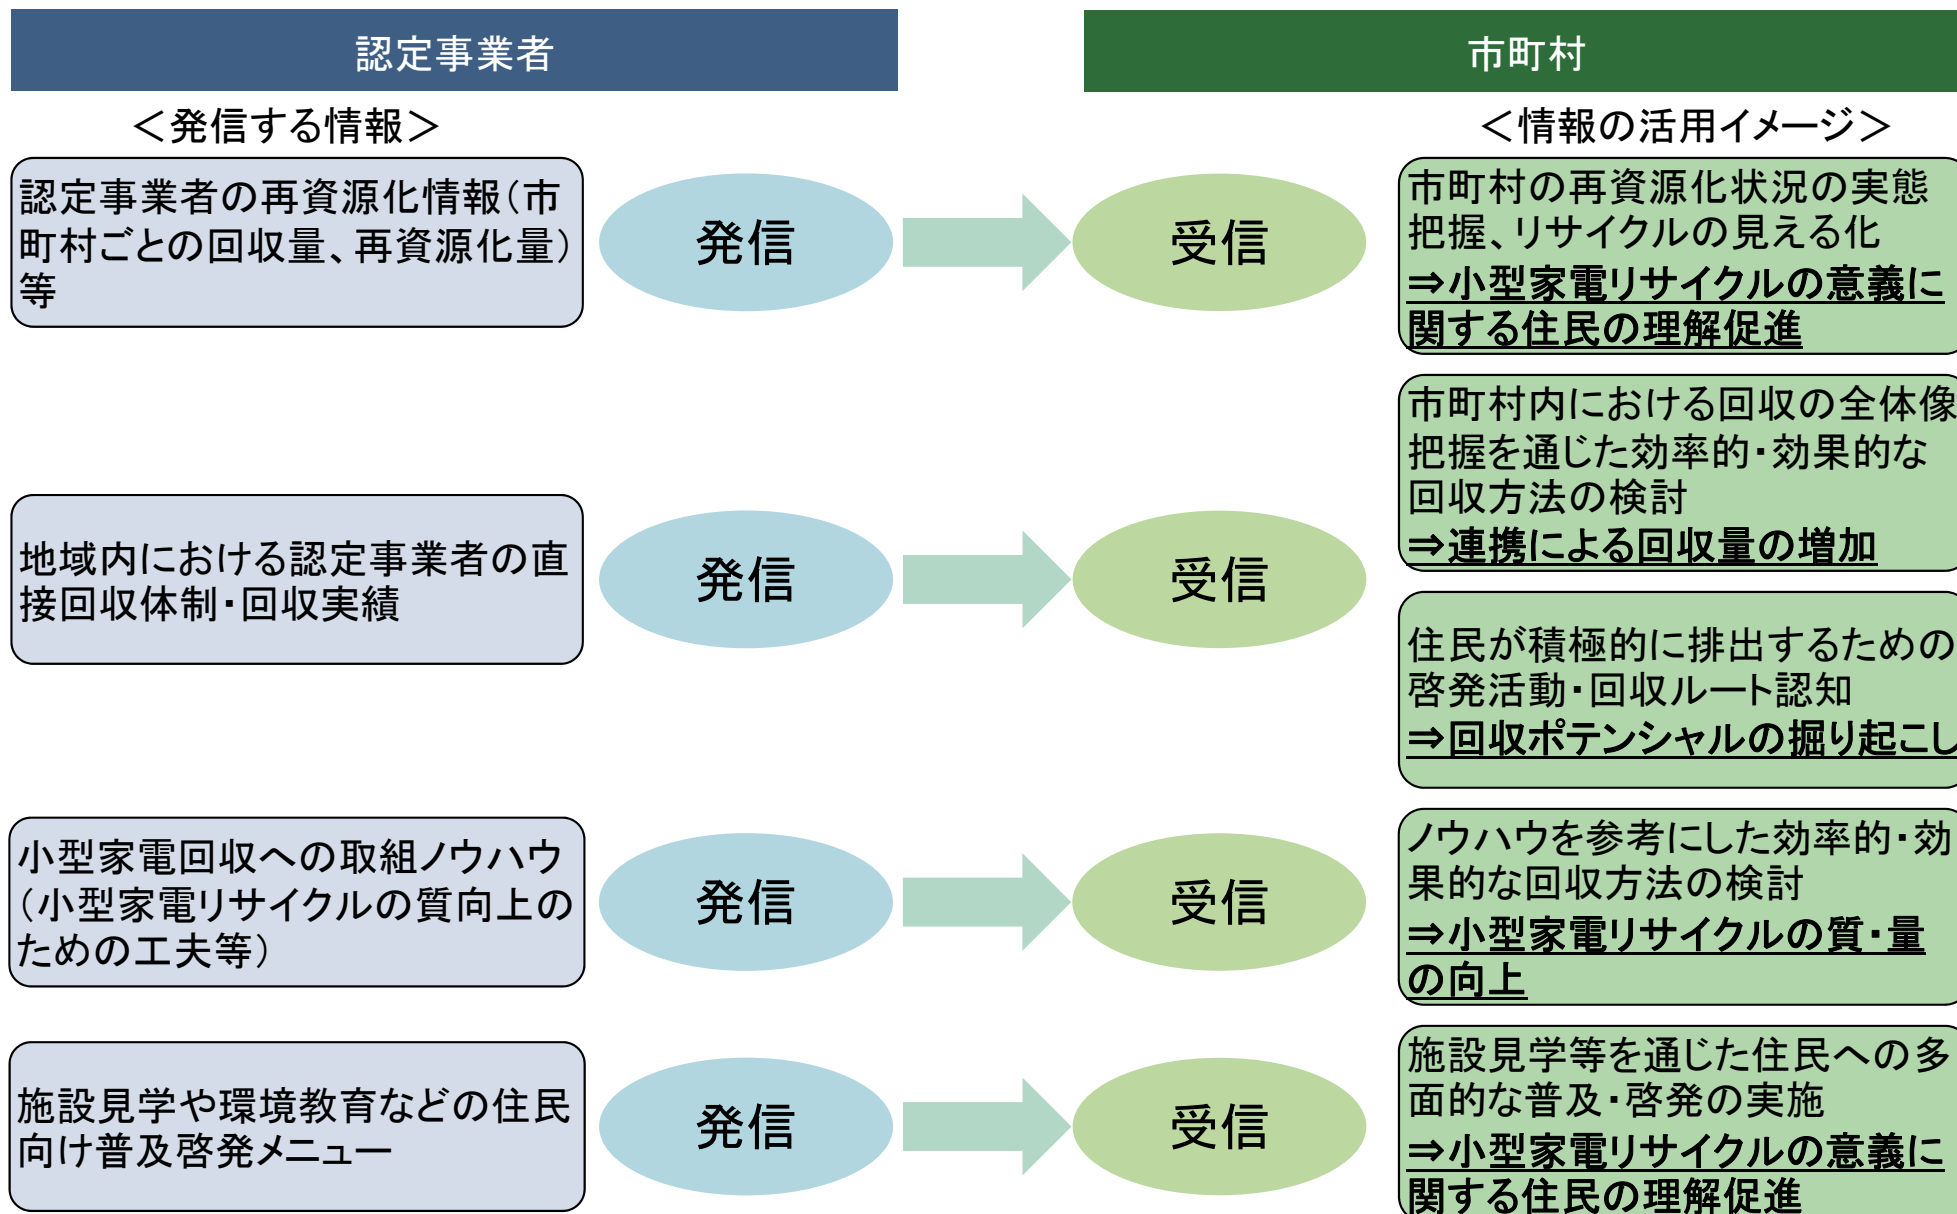 認定事業者
市町村
＜発信する情報＞
＜情報の活用イメージ＞
認定事業者の再資源化情報（市
町村ごとの回収量、再資源化量）
等
発信
受信
市町村の再資源化状況の実態
把握、リサイクルの見える化
⇒小型家電リサイクルの意義に
関する住民の理解促進
地域内における認定事業者の直
接回収体制・回収実績
発信
受信
市町村内における回収の全体像
把握を通じた効率的・効果的な
回収方法の検討
⇒連携による回収量の増加
住民が積極的に排出するための
啓発活動・回収ルート認知
⇒回収ポテンシャルの掘り起こし
小型家電回収への取組ノウハウ
（小型家電リサイクルの質向上の
ための工夫等）
発信
受信
ノウハウを参考にした効率的・効
果的な回収方法の検討
⇒小型家電リサイクルの質・量
の向上
施設見学や環境教育などの住民
向け普及啓発メニュー
発信
受信
施設見学等を通じた住民への多
面的な普及・啓発の実施
⇒小型家電リサイクルの意義に
関する住民の理解促進